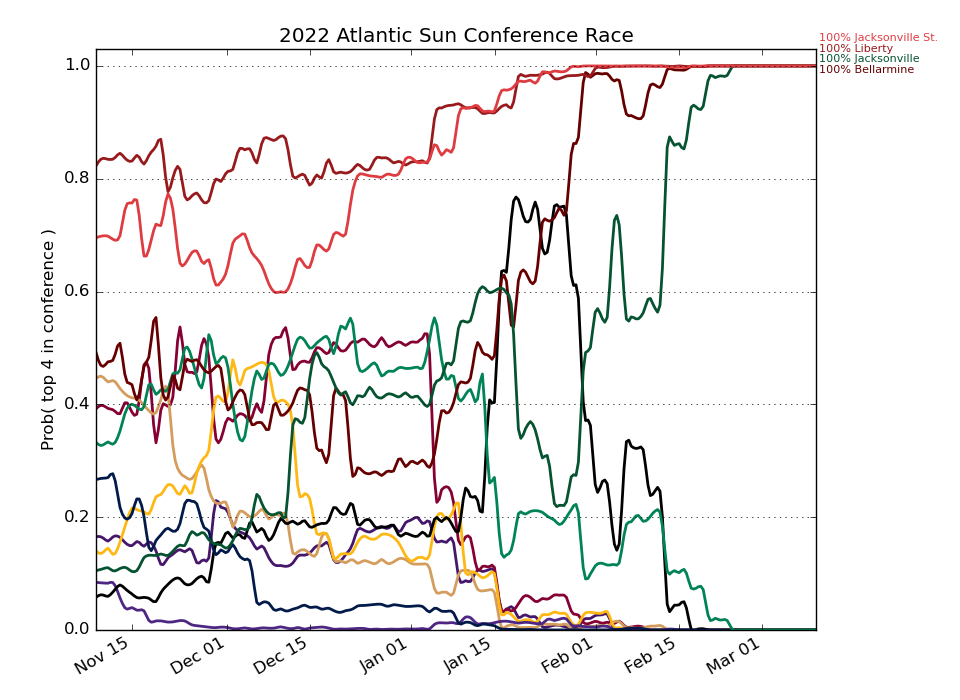 2022 Atlantic Sun Conference Race
100% Jacksonville St.
100% Liberty
100% Jacksonville
100% Bellarmine
Prob( top 4 in conference )
1.0
0.8
0.6
0.4
0.2
0.0
Nov 15
Dec 01
Dec 15
Jan 01
Jan 15
Feb 01
Feb 15
Mar 01